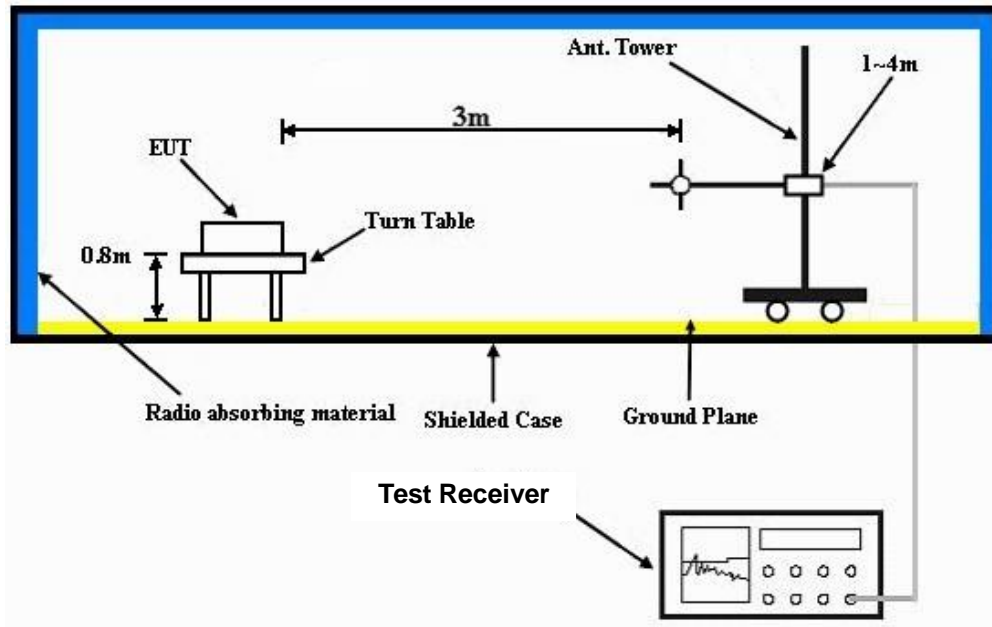 Ant. Tower
1~4m
3m
EUT
Turn Table
0.8m
Radio absorbing material
Shielded Case
Ground Plane
Test Receiver